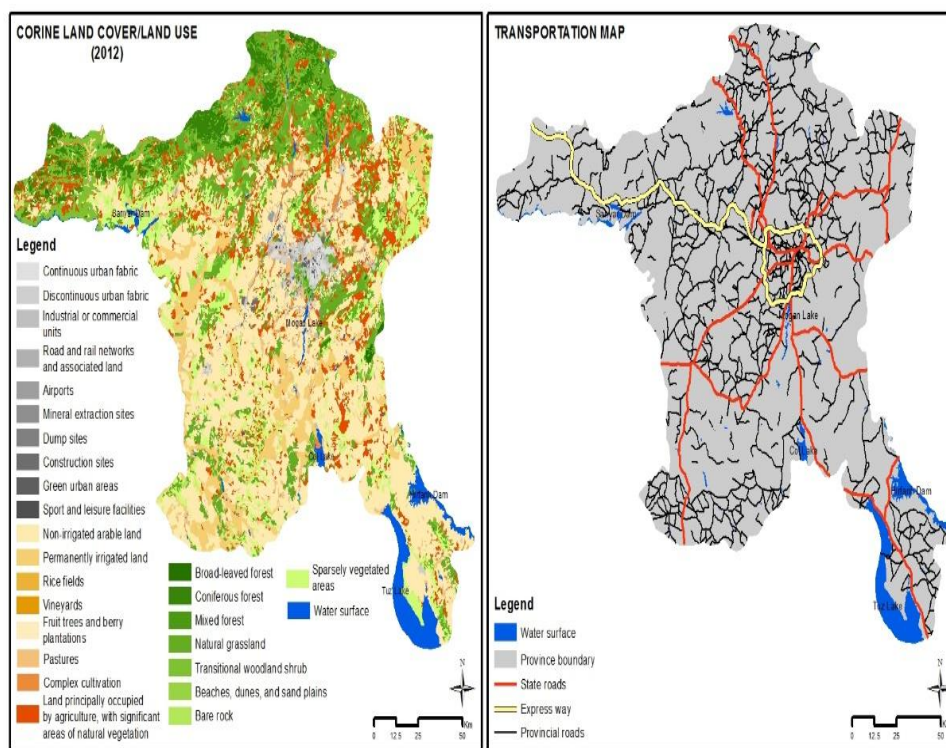 CORINE LAND COVER/LAND USE
(2012)
Mogan Lake
Tuz Lake
Legend
Continuous urban fabric
Discontinuous urban fabric
Industrial or commercial
units
Road and rail networks
and associated land
Airports
Mineral extraction sites
Dump sites
Construction sites
Green urban areas
Sport and leisure facilities
Non-irrigated arable land
Permanently irrigated land
Rice fields
Vineyards
Fruit trees and berry
plantations
Pastures
Complex cultivation
Land principally occupied
by agriculture, with significant
areas of natural vegetation
Broad-leaved forest
Coniferous forest
Mixed forest
Natural grassland
Transitional woodland shrub
Beaches, dunes, and sand plains
Bare rock
Sparsely vegetated
areas
Water surface
N
Km
0 12.5 25 50
TRANSPORTATION MAP
Mogan Lake
Tuz Lake
Legend
Water surface
Province boundary
State roads
Express way
Provincial roads
N
Km
0 12.5 25 50